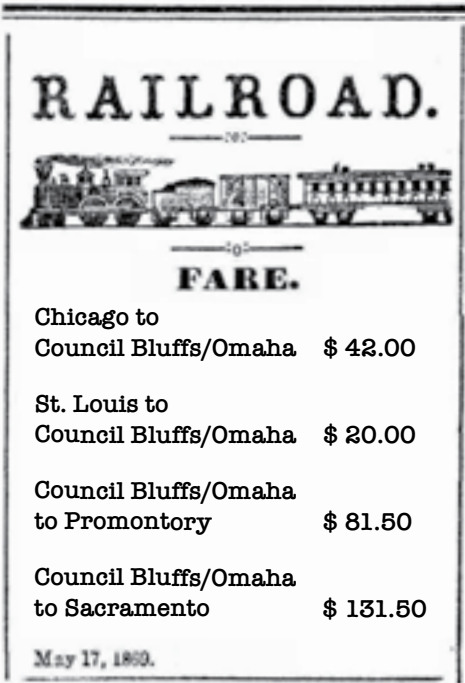 RAILROAD.
FARE.
Chicago to
Council Bluffs/Omaha $ 42.00
St. Louis to
Council Bluffs/Omaha $ 20.00
Council Bluffs/Omaha
to Promontory $ 81.50
Council Bluffs/Omaha
to Sacramento $ 131.50
May 17, 1869.